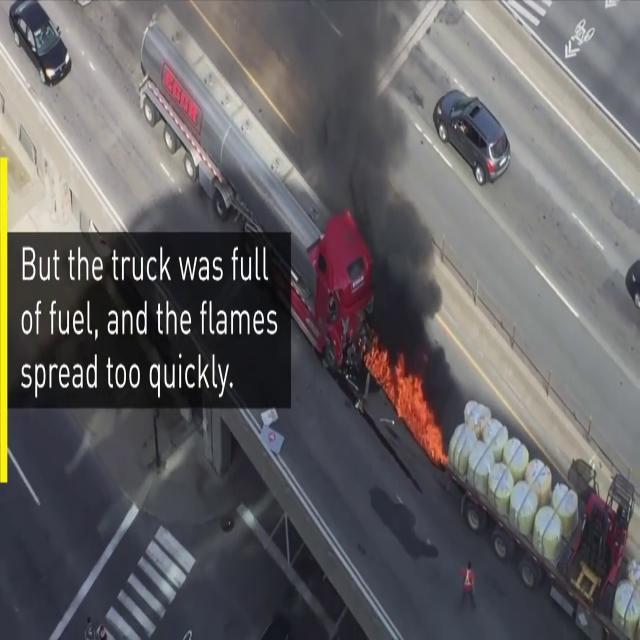 But the truck was full
of fuel, and the flames
spread too quickly.